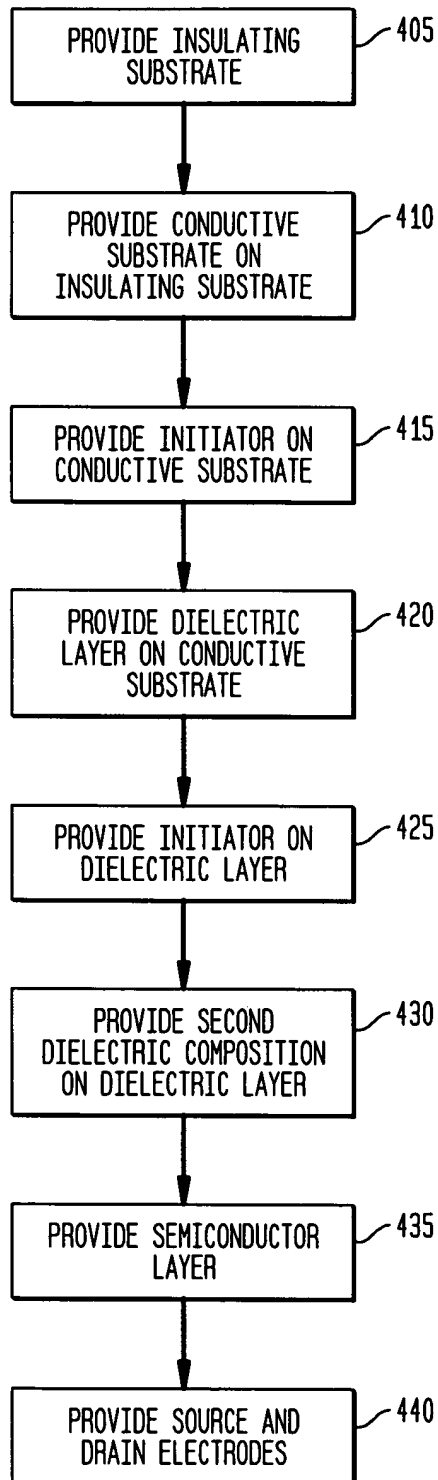 PROVIDE INSULATING
SUBSTRATE
405
PROVIDE CONDUCTIVE
SUBSTRATE ON
INSULATING SUBSTRATE
410
PROVIDE INITIATOR ON
CONDUCTIVE SUBSTRATE
415
PROVIDE DIELECTRIC
LAYER ON CONDUCTIVE
SUBSTRATE
420
PROVIDE INITIATOR ON
DIELECTRIC LAYER
425
PROVIDE SECOND
DIELECTRIC COMPOSITION
ON DIELECTRIC LAYER
430
PROVIDE SEMICONDUCTOR
LAYER
435
PROVIDE SOURCE AND
DRAIN ELECTRODES
440